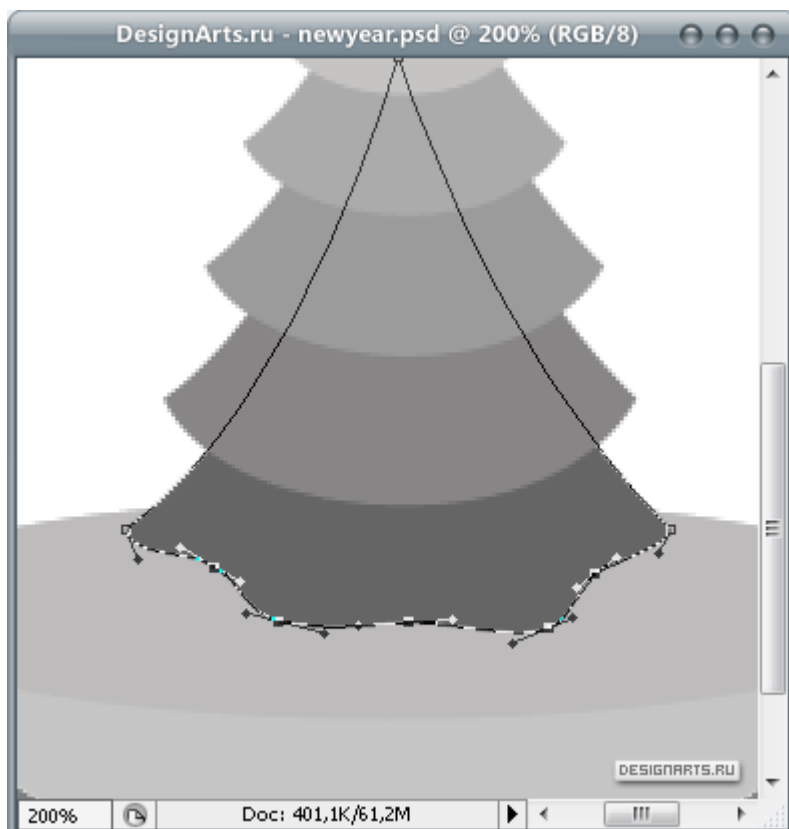 DesignArts.ru - newyear.psd @ 200% (RGB/8)
DESIGNARTS.RU
200%
Doc: 401,1K/61,2M